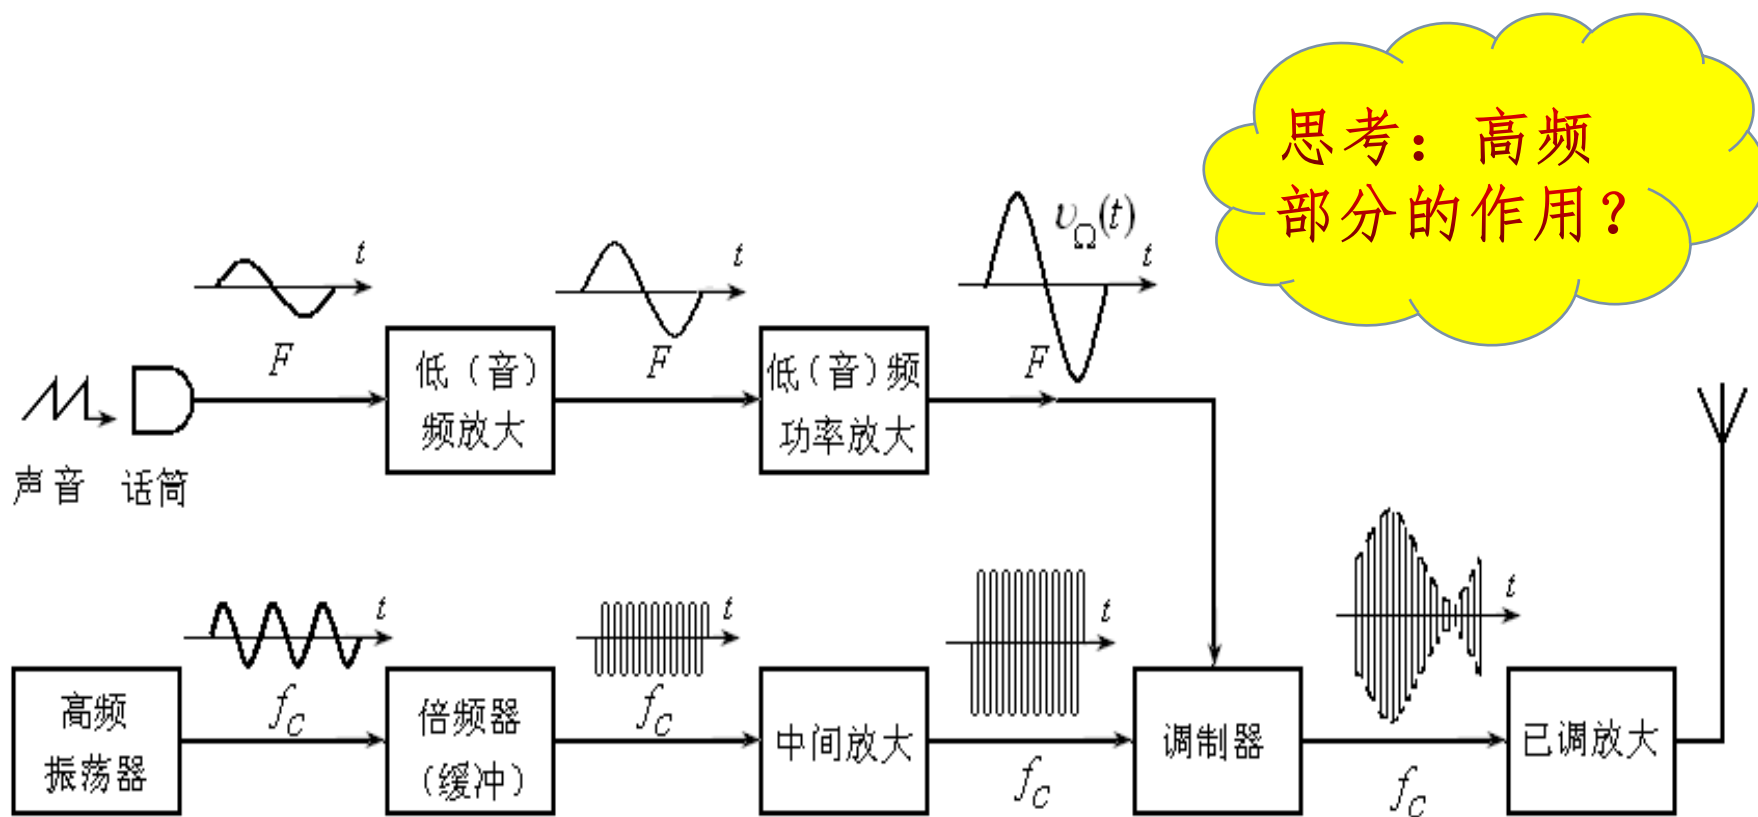 思考：高频
部分的作用？
υΩ(t)
t
t
t
F
F
F
低（音）
频放大
低（音）频
功率放大
声音 话筒
t
t
t
t
fC
fC
fC
fC
高频
振荡器
倍频器
（缓冲）
中间放大
调制器
已调放大